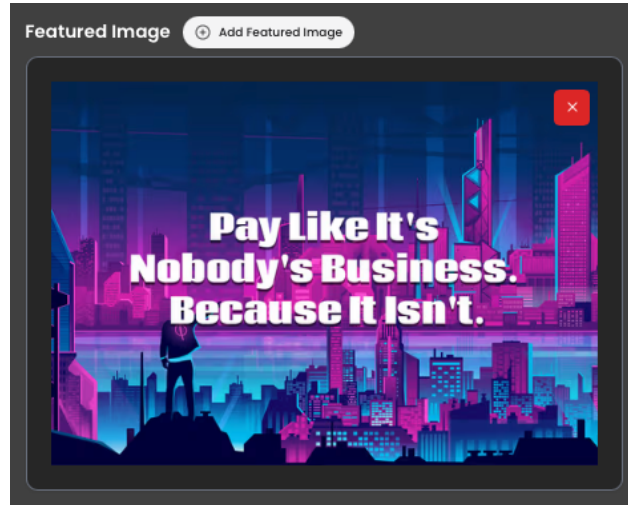 Featured Image
Add Featured Image
Pay Like It's
Nobody's Business.
Because It Isn't.